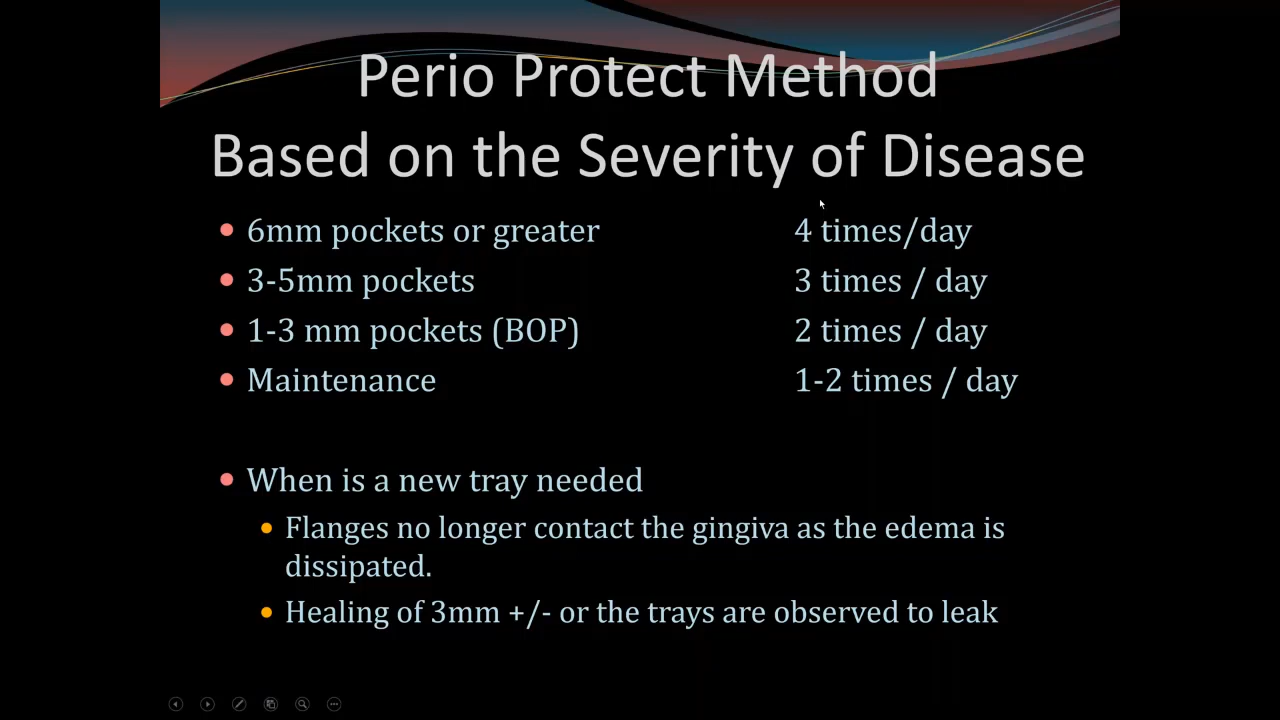 Perio Protect Method
Based on the Severity of Disease
6mm pockets or greater 4 times/day
3-5mm pockets 3 times / day
1-3 mm pockets (BOP) 2 times / day
Maintenance 1-2 times / day
When is a new tray needed
Flanges no longer contact the gingiva as the edema is
dissipated.
Healing of 3mm +/- or the trays are observed to leak